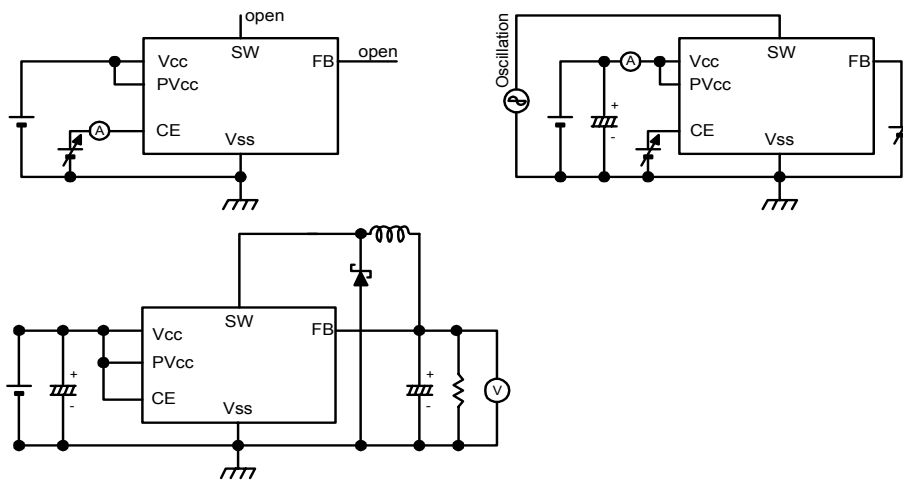 open
SW
Vcc
FB
open
PVcc
A
CE
Vss
Oscillation
SW
A
Vcc
FB
PVcc
+
-
CE
Vss
SW
Vcc
FB
PVcc
+
-
CE
Vss
+
-
V